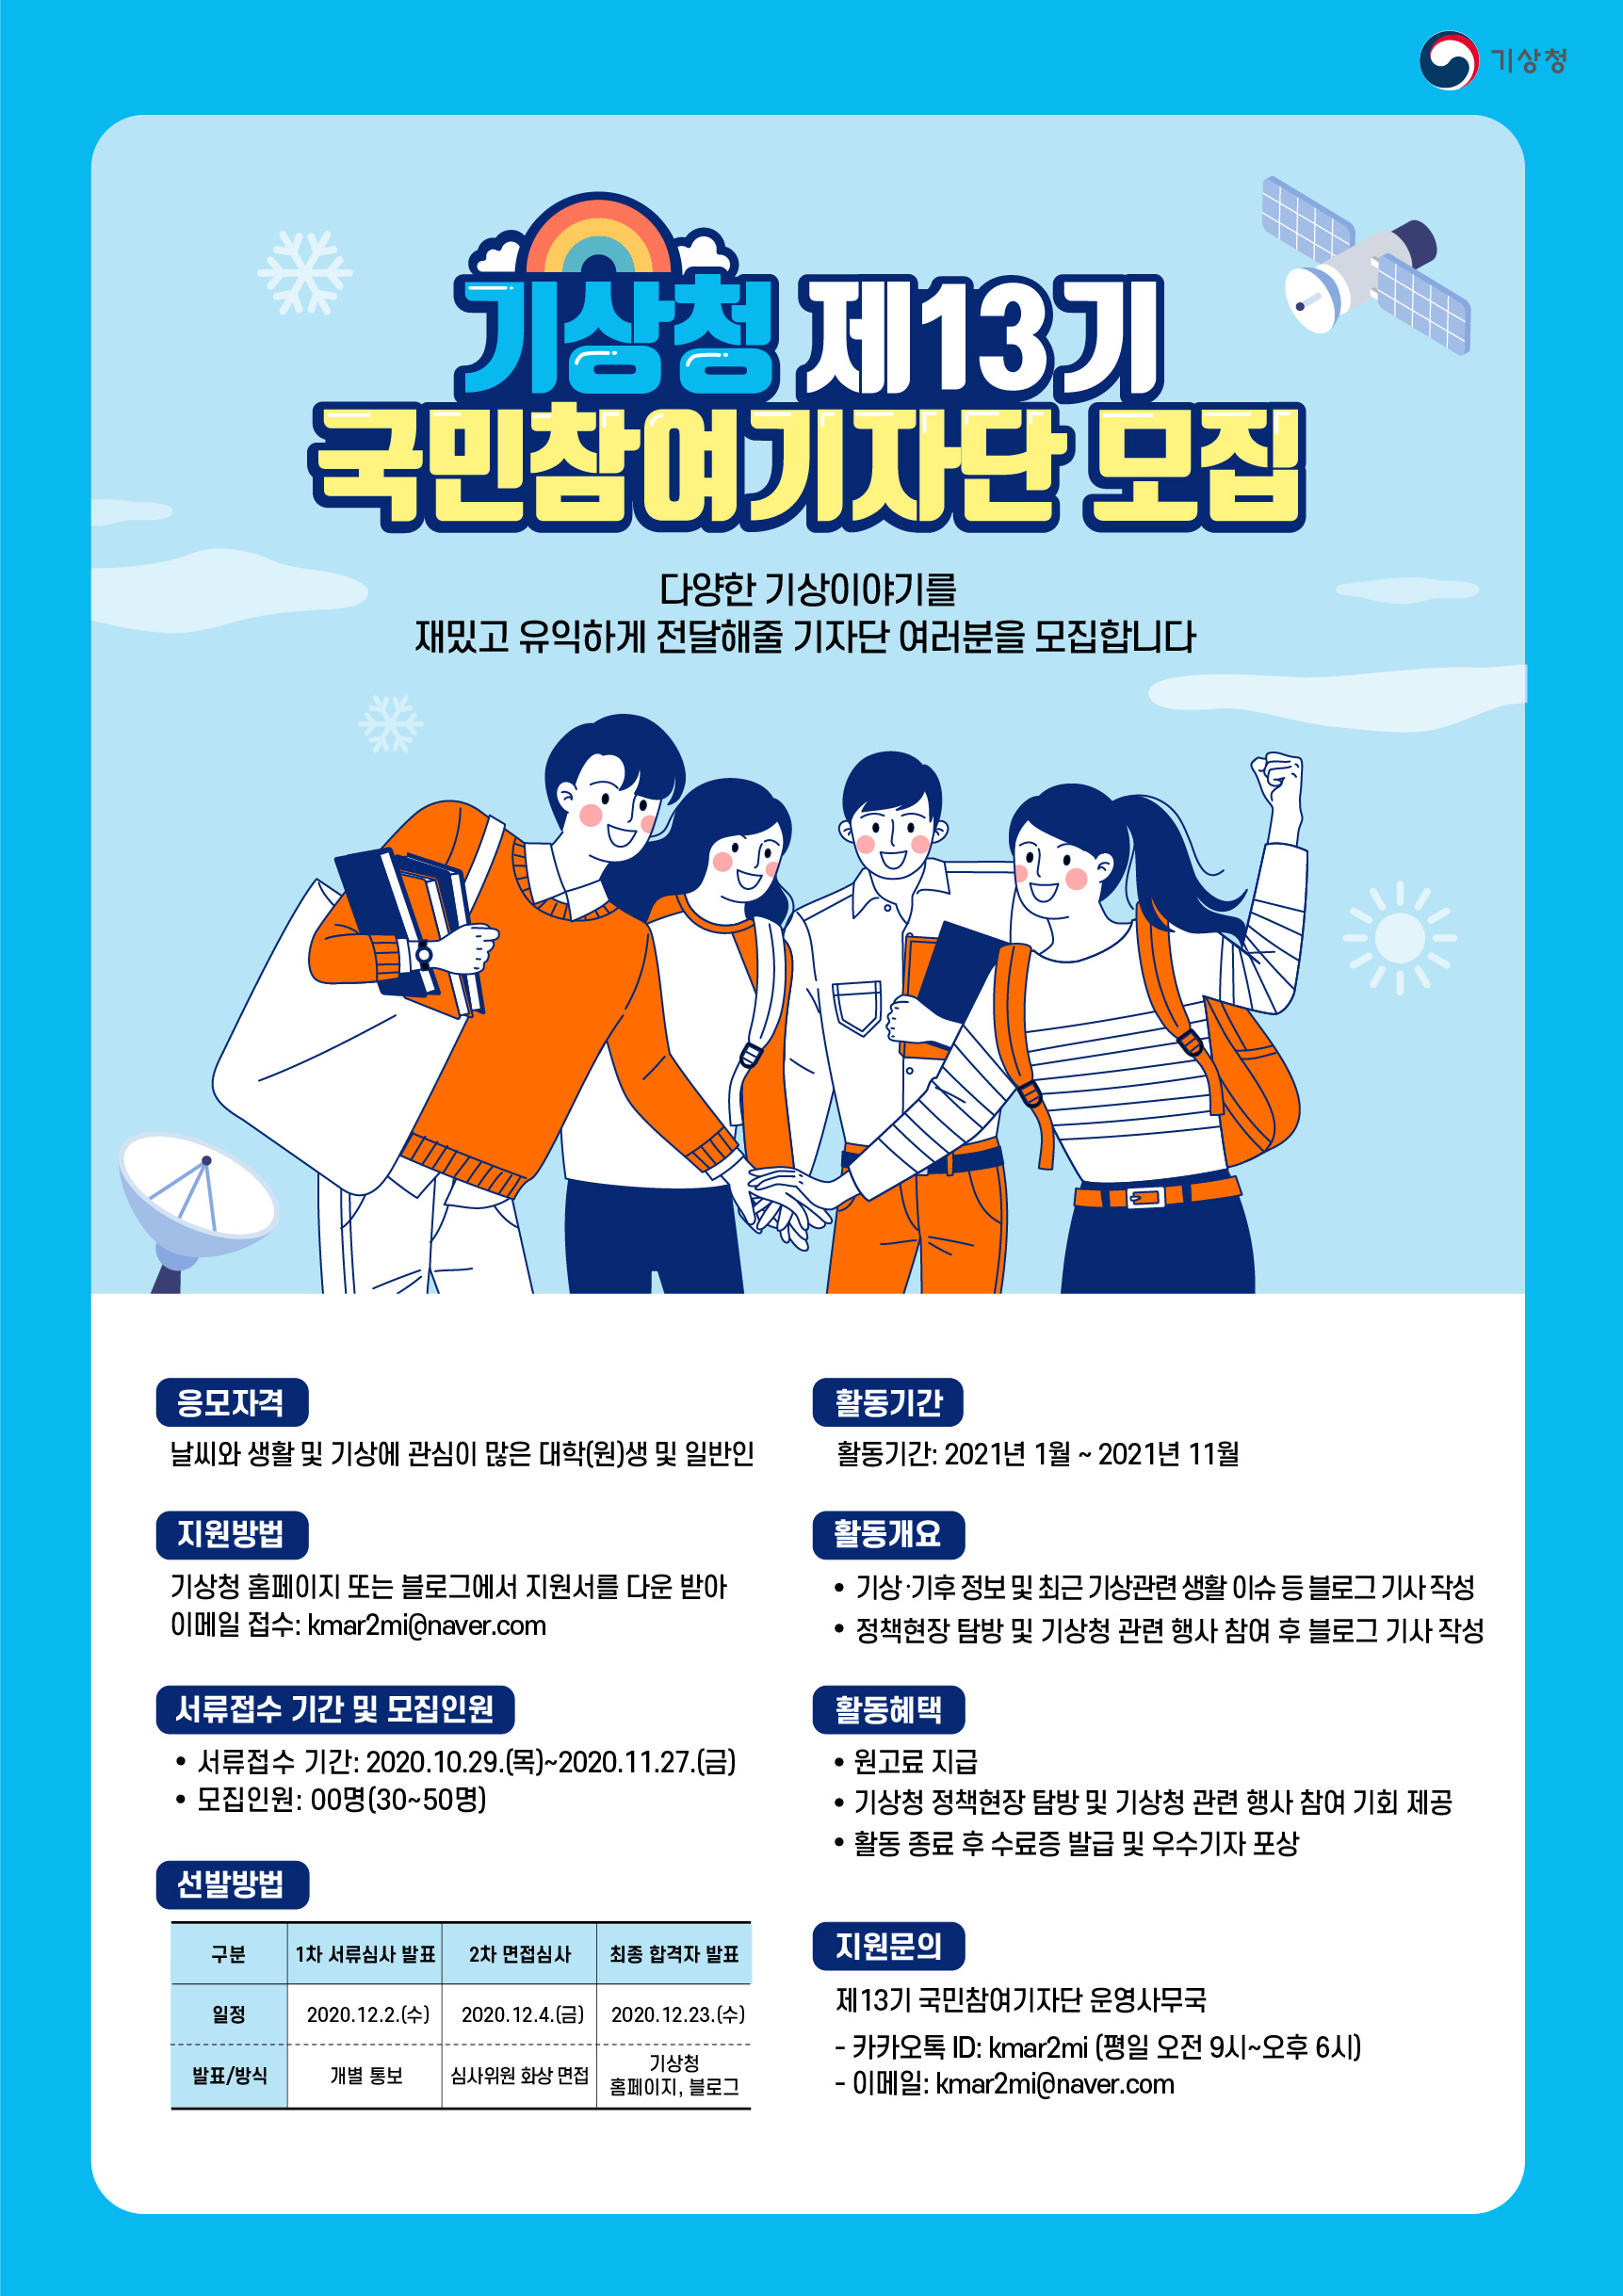 기상청
기상청 제13기
국민참여기자단 모집
다양한 기상이야기를
재밌고 유익하게 전달해줄 기자단 여러분을 모집합니다
응모자격
날씨와 생활 및 기상에 관심이 많은 대학(원)생 및 일반인
지원방법
기상청 홈페이지 또는 블로그에서 지원서를 다운 받아
이메일 접수: kmar2mi@naver.com
서류접수 기간 및 모집인원
• 서류접수 기간: 2020.10.29.(목)~2020.11.27.(금)
• 모집인원: 00명(30~50명)
선발방법
구분 1차 서류심사 발표 2차 면접심사 최종 합격자 발표
일정 2020.12.2.(수) 2020.12.4.(금) 2020.12.23.(수)
발표/방식 개별 통보 심사위원 화상 면접 기상청
홈페이지, 블로그
활동기간
활동기간: 2021년 1월 ~ 2021년 11월
활동개요
• 기상·기후 정보 및 최근 기상관련 생활 이슈 등 블로그 기사 작성
• 정책현장 탐방 및 기상청 관련 행사 참여 후 블로그 기사 작성
활동혜택
• 원고료 지급
• 기상청 정책현장 탐방 및 기상청 관련 행사 참여 기회 제공
• 활동 종료 후 수료증 발급 및 우수기자 포상
지원문의
제13기 국민참여기자단 운영사무국
- 카카오톡 ID: kmar2mi (평일 오전 9시~오후 6시)
- 이메일: kmar2mi@naver.com